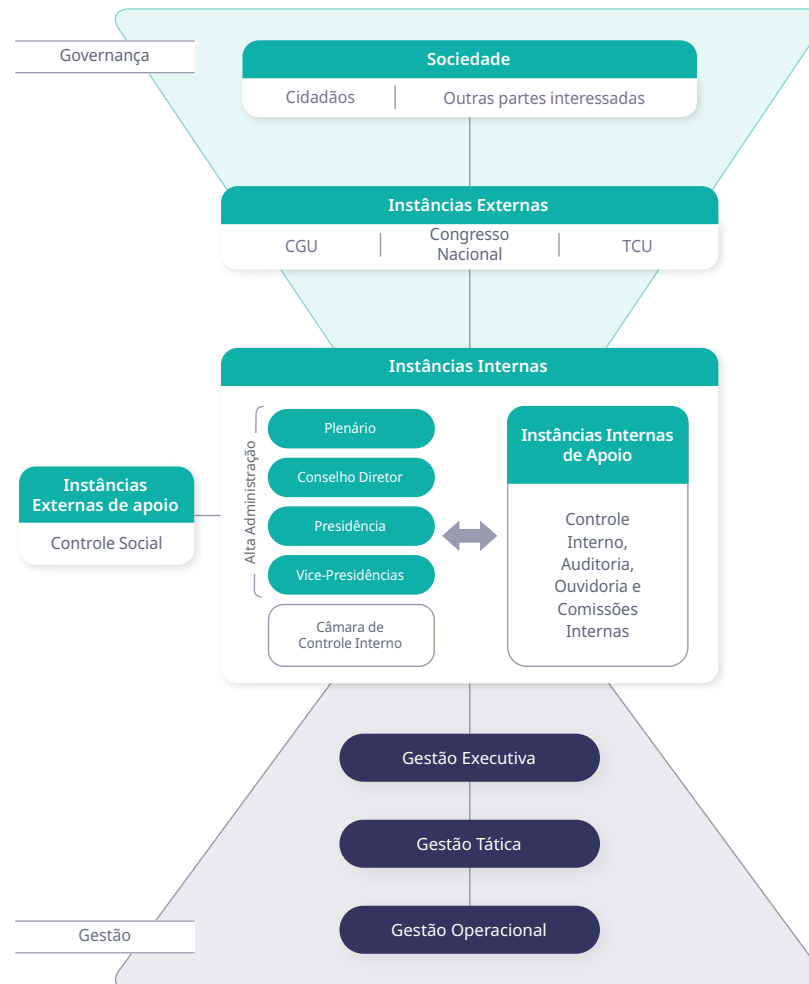 Governança
Sociedade
Cidadãos
Outras partes interessadas
Instâncias Externas
CGU
Congresso
Nacional
TCU
Instâncias Internas
Alta Administração
Plenário
Conselho Diretor
Presidência
Vice-Presidências
Câmara de
Controle Interno
Instâncias Internas
de Apoio
Controle
Interno,
Auditoria,
Ouvidoria e
Comissões
Internas
Instâncias
Externas de apoio
Controle Social
Gestão Executiva
Gestão Tática
Gestão Operacional
Gestão